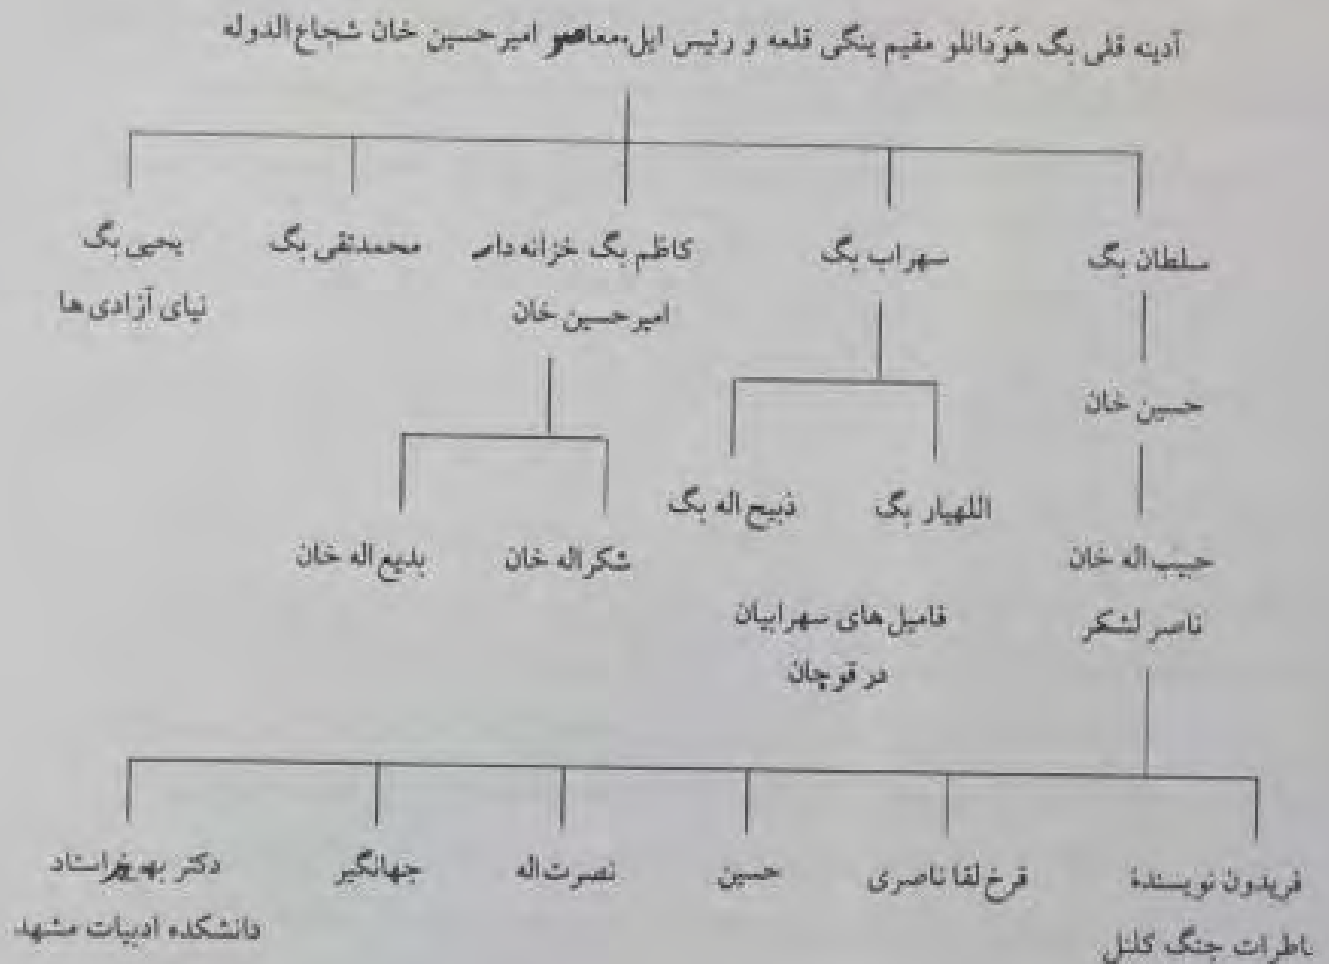 آدینه قلی بگ هَوَدانلو مقیم ینگی قلعه و رئیس ایل.معاصر امیرحسین خان شجاع الدوله
سلطان بگ
سهراب بگ
کاظم بگ خزانه دار
محمدتقی بگ
یحیی بگ
امیرحسین خان
نیای آزادی ها
حسین خان
اللهیار بگ
ذبیح اله بگ
حبیب اله خان
شکراله خان
بدیع اله خان
ناصر لشکر
فامیل های سهرابیان
در قوچان
فریدون نویسندهٔ
فرخ لقا ناصری
حسین
نصرت اله
جهانگیر
دکتر استاد
اطرات جنگ کلنل
دانشکده ادبیات مشهد